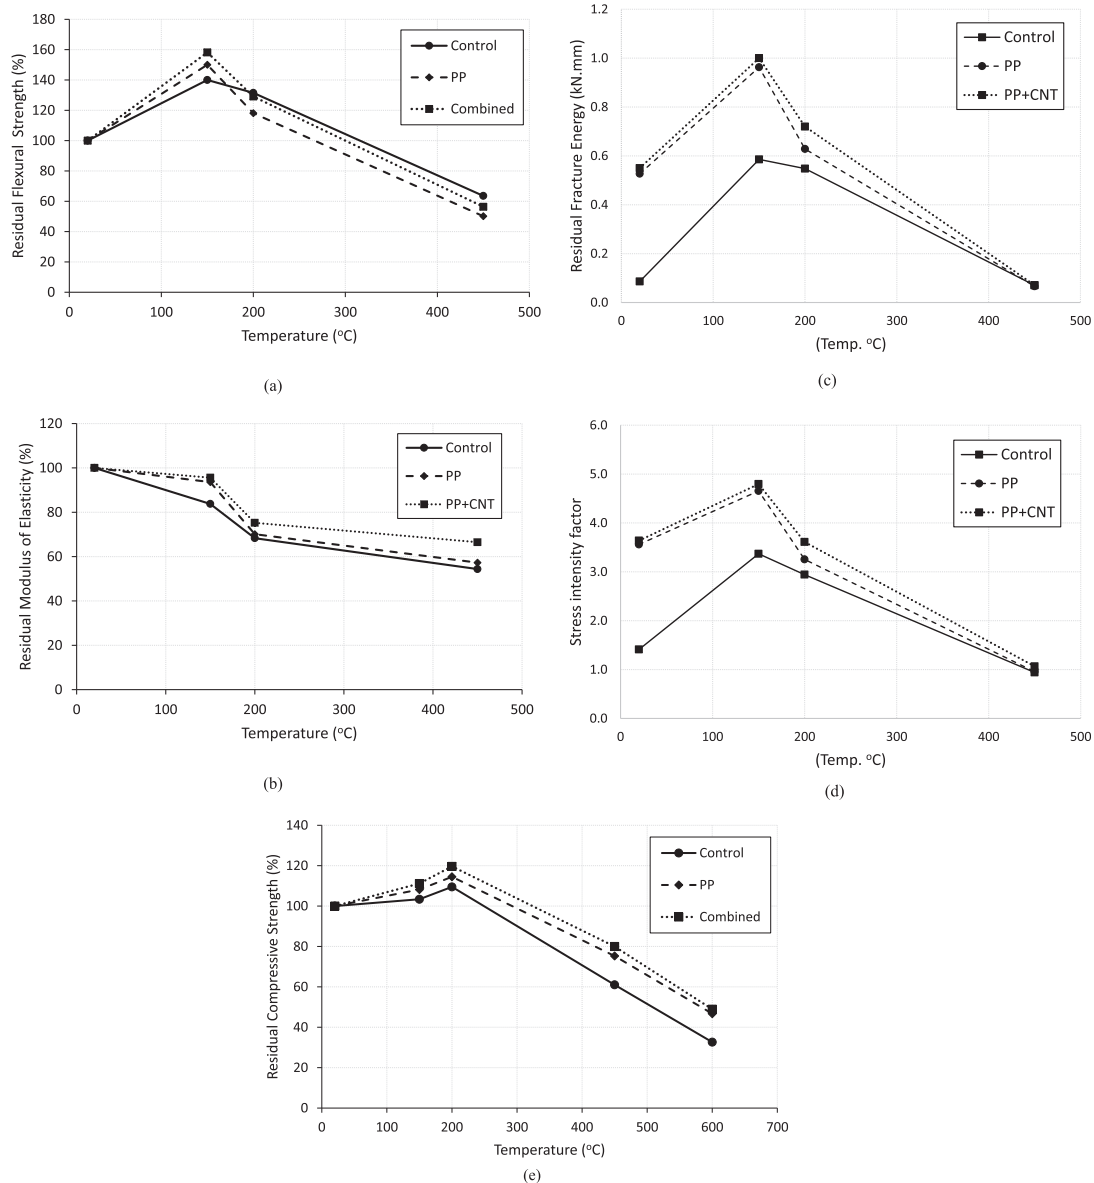 180
160
140
120
100
80
60
40
20
0
0 100 200 300 400 500
Residual Flexural Strength (%)
Temperature (°C)
Control
PP
Combined
(a)
1.2
1.0
0.8
0.6
0.4
0.2
0.0
0 100 200 300 400 500
Residual Fracture Energy (kN.mm)
(Temp. °C)
Control
PP
PP+CNT
(c)
120
100
80
60
40
20
0
0 100 200 300 400 500
Residual Modulus of Elasticity (%)
Temperature (°C)
Control
PP
PP+CNT
(b)
6.0
5.0
4.0
3.0
2.0
1.0
0.0
0 100 200 300 400 500
Stress intensity factor
(Temp. °C)
Control
PP
PP+CNT
(d)
140
120
100
80
60
40
20
0
0 100 200 300 400 500 600 700
Residual Compressive Strength (%)
Temperature (°C)
Control
PP
Combined
(e)